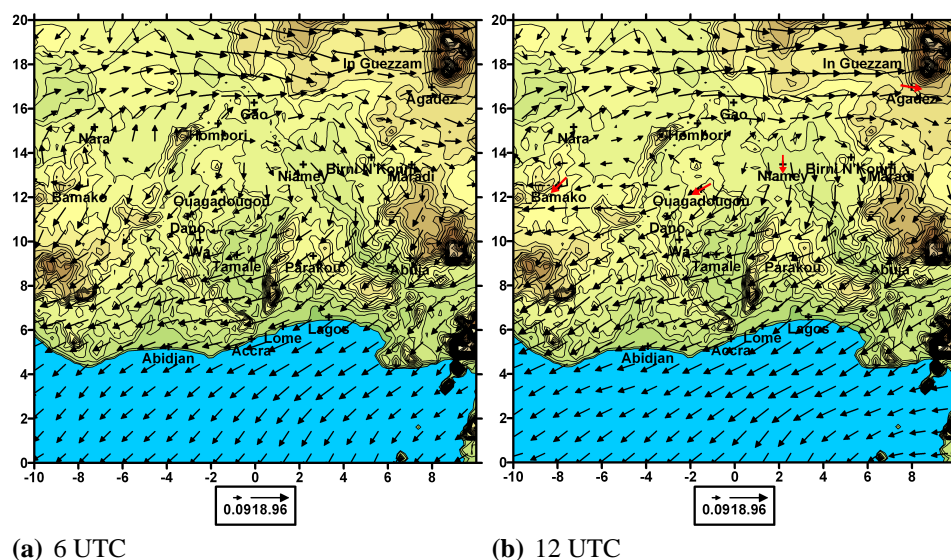 20
18
In Guezzam
16
Agadez
Gao
Nara
Hombori
14
Niamey
Birni N'Konni
Maradi
12
Bamako
Ouagadougou
Dano
10
Wa
Tamale
Parakou
Abuja
8
6
Lagos
Lome
Accra
Abidjan
4
2
0
-10 -8 -6 -4 -2 0 2 4 6 8
0.0918.96
(a) 6 UTC
20
18
In Guezzam
16
Agadez
Gao
Nara
Hombori
14
Niamey
Birni N'Konni
Maradi
12
Bamako
Ouagadougou
Dano
10
Wa
Tamale
Parakou
Abuja
8
6
Lagos
Lome
Accra
Abidjan
4
2
0
-10 -8 -6 -4 -2 0 2 4 6 8
0.0918.96
(b) 12 UTC